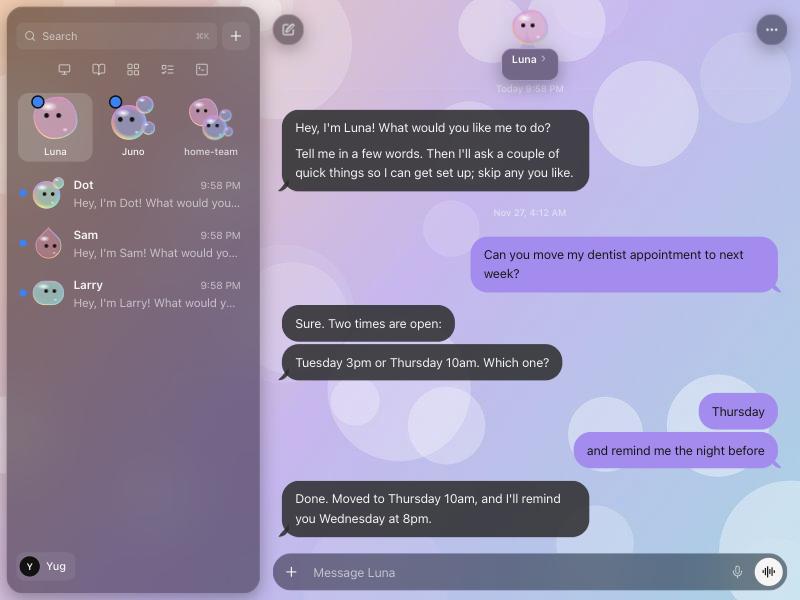 Search
⌘K
Luna
Juno
home-team
Dot
9:58 PM
Hey, I'm Dot! What would you...
Sam
9:58 PM
Hey, I'm Sam! What would yo...
Larry
9:58 PM
Hey, I'm Larry! What would y...
Y
Yug
Luna
Today 9:58 PM
Hey, I'm Luna! What would you like me to do?
Tell me in a few words. Then I'll ask a couple of
quick things so I can get set up; skip any you like.
Nov 27, 4:12 AM
Can you move my dentist appointment to next
week?
Sure. Two times are open:
Tuesday 3pm or Thursday 10am. Which one?
Thursday
and remind me the night before
Done. Moved to Thursday 10am, and I'll remind
you Wednesday at 8pm.
Message Luna